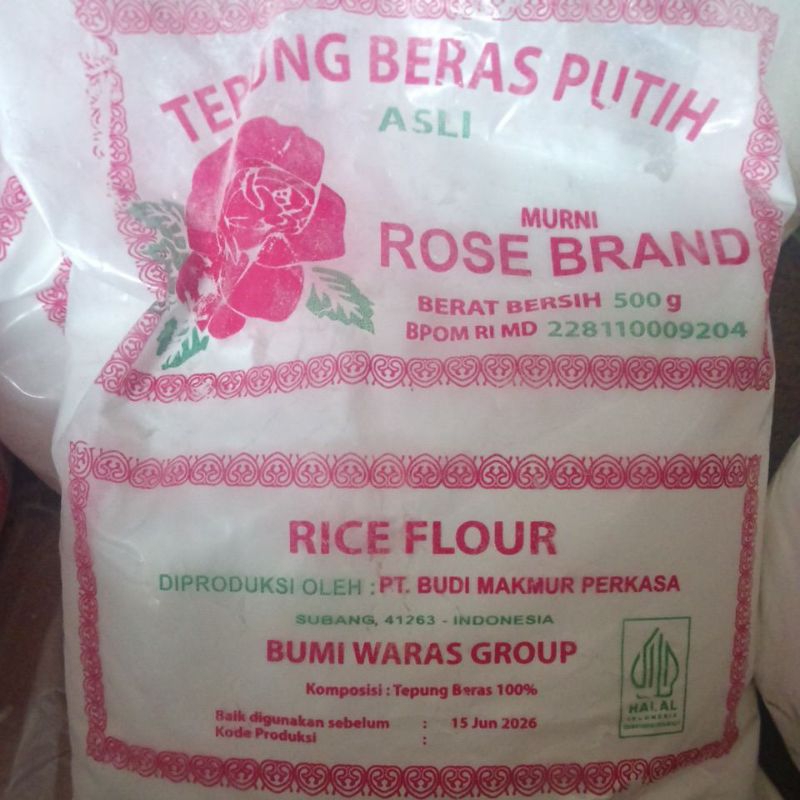 TEPUNG BERAS PUTIH
ASLI
MURNI
ROSE BRAND
BERAT BERSIH 500 g
BPOM RI MD 228110009204
RICE FLOUR
DIPRODUKSI OLEH : PT. BUDI MAKMUR PERKASA
SUBANG, 41263 - INDONESIA
BUMI WARAS GROUP
Komposisi : Tepung Beras 100%
Baik digunakan sebelum : 15 Jun 2026
Kode Produksi :
HALAL
INDONESIA